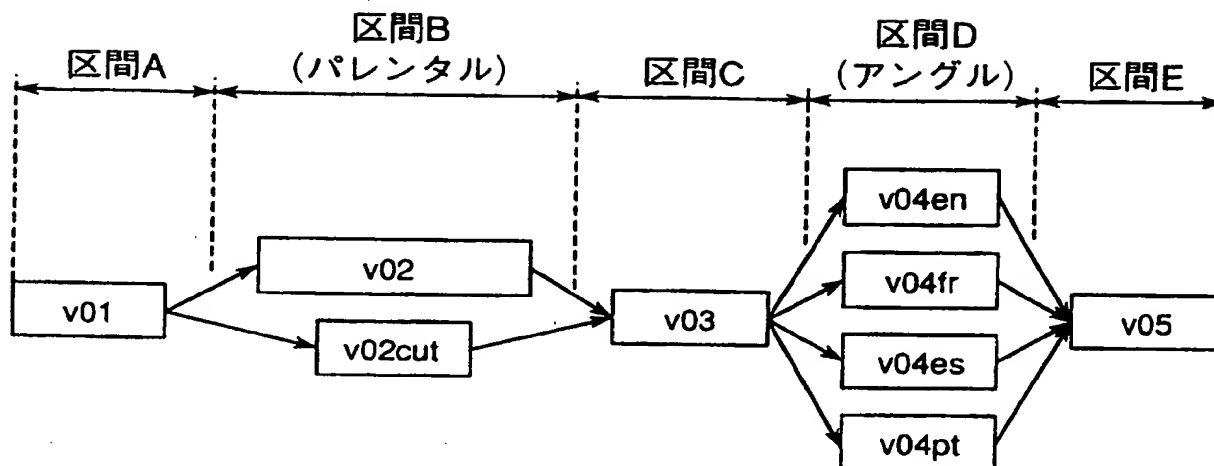 区間A
区間B
(パレンタル)
区間C
区間D
(アングル)
区間E
v01
v02
v02cut
v03
v04en
v04fr
v04es
v04pt
v05